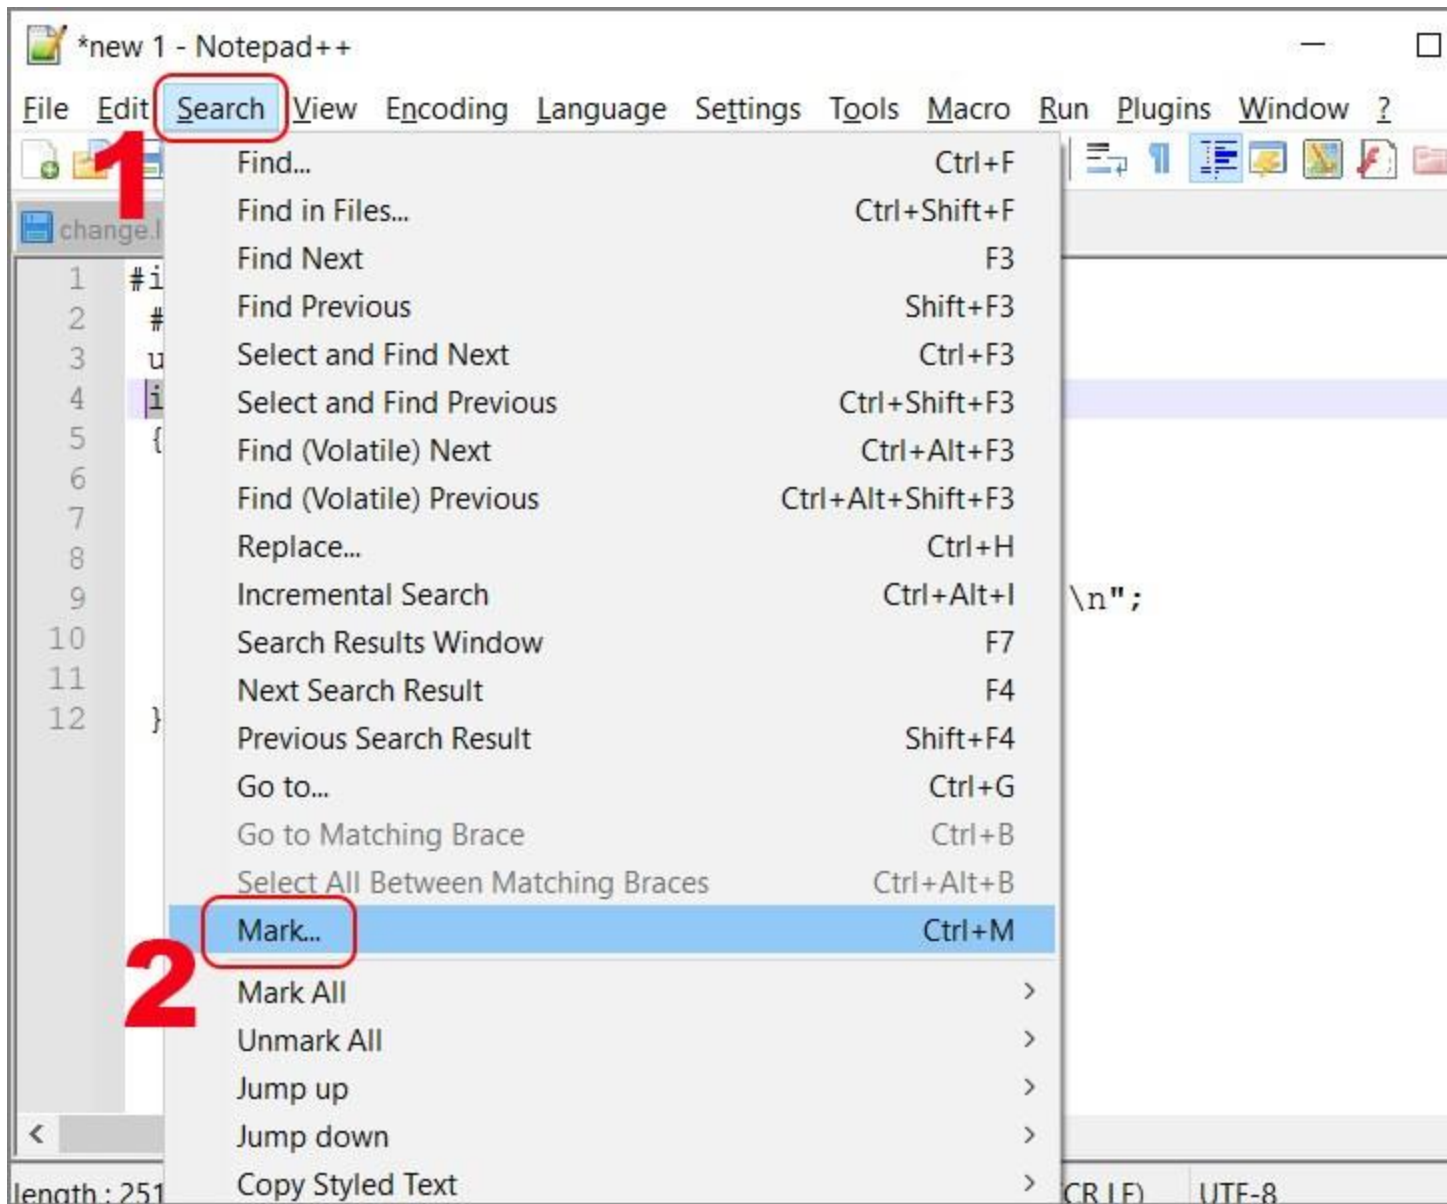 *new 1 - Notepad++
File Edit Search View Encoding Language Settings Tools Macro Run Plugins Window ?
1
Find... Ctrl+F
Find in Files... Ctrl+Shift+F
change.l
Find Next F3
1 #i
Find Previous Shift+F3
2 #
Select and Find Next Ctrl+F3
3 u
Select and Find Previous Ctrl+Shift+F3
4 i
Find (Volatile) Next Ctrl+Alt+F3
5 {
Find (Volatile) Previous Ctrl+Alt+Shift+F3
6
7
Replace... Ctrl+H
8
Incremental Search Ctrl+Alt+I
9 \n";
Search Results Window F7
10
Next Search Result F4
11
Previous Search Result Shift+F4
12 }
Go to... Ctrl+G
Go to Matching Brace Ctrl+B
Select All Between Matching Braces Ctrl+Alt+B
Mark... Ctrl+M
2
Mark All >
Unmark All >
Jump up >
Jump down >
Copy Styled Text >
length : 251 CR LF) UTF-8